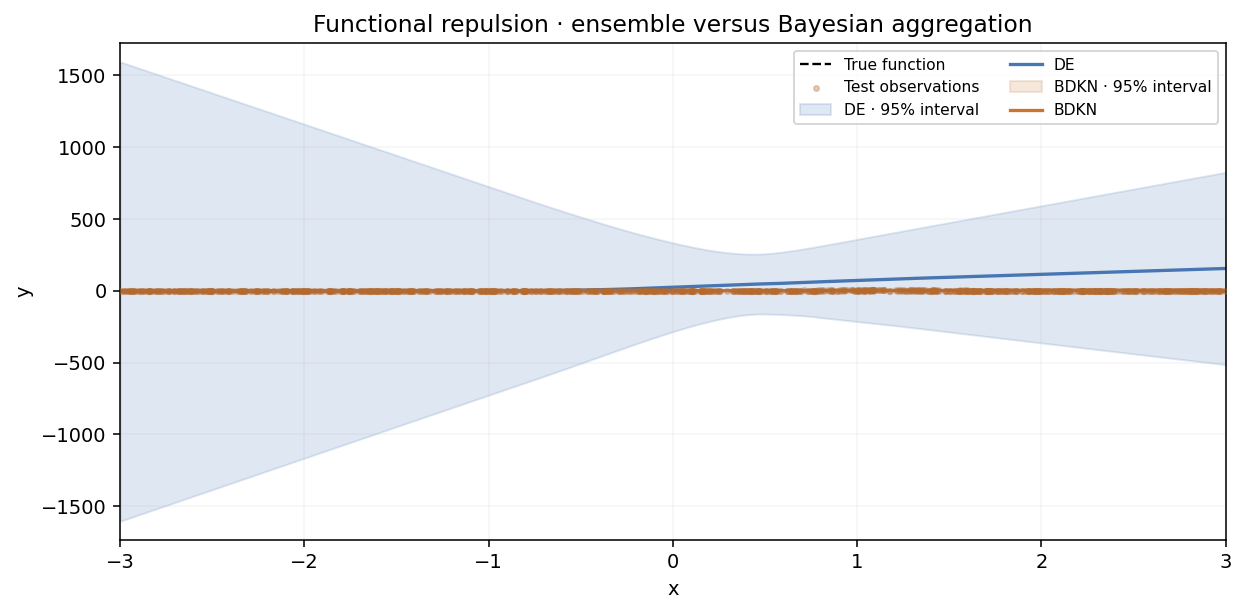 Functional repulsion · ensemble versus Bayesian aggregation
True function
Test observations
DE · 95% interval
DE
BDKN · 95% interval
BDKN
1500
1000
500
0
−500
−1000
−1500
y
−3
−2
−1
0
1
2
3
x